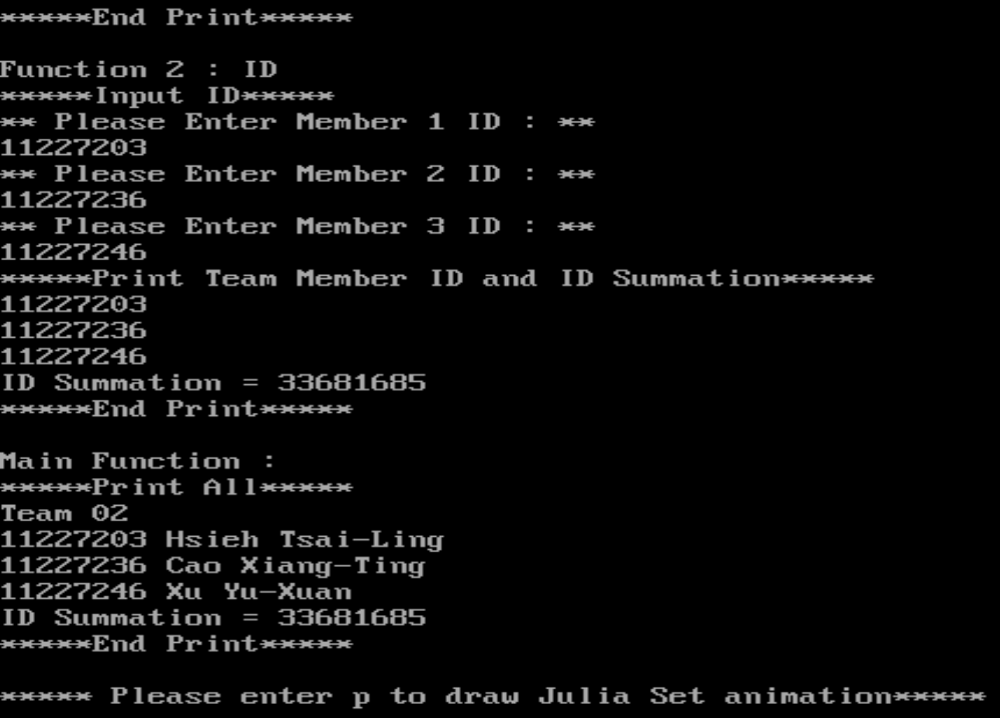 *****End Print*****
Function 2 : ID
*****Input ID*****
** Please Enter Member 1 ID : **
11227203
** Please Enter Member 2 ID : **
11227236
** Please Enter Member 3 ID : **
11227246
*****Print Team Member ID and ID Summation*****
11227203
11227236
11227246
ID Summation = 33681685
*****End Print*****
Main Function :
*****Print All*****
Team 02
11227203 Hsieh Tsai-Ling
11227236 Cao Xiang-Ting
11227246 Xu Yu-Xuan
ID Summation = 33681685
*****End Print*****
***** Please enter p to draw Julia Set animation*****